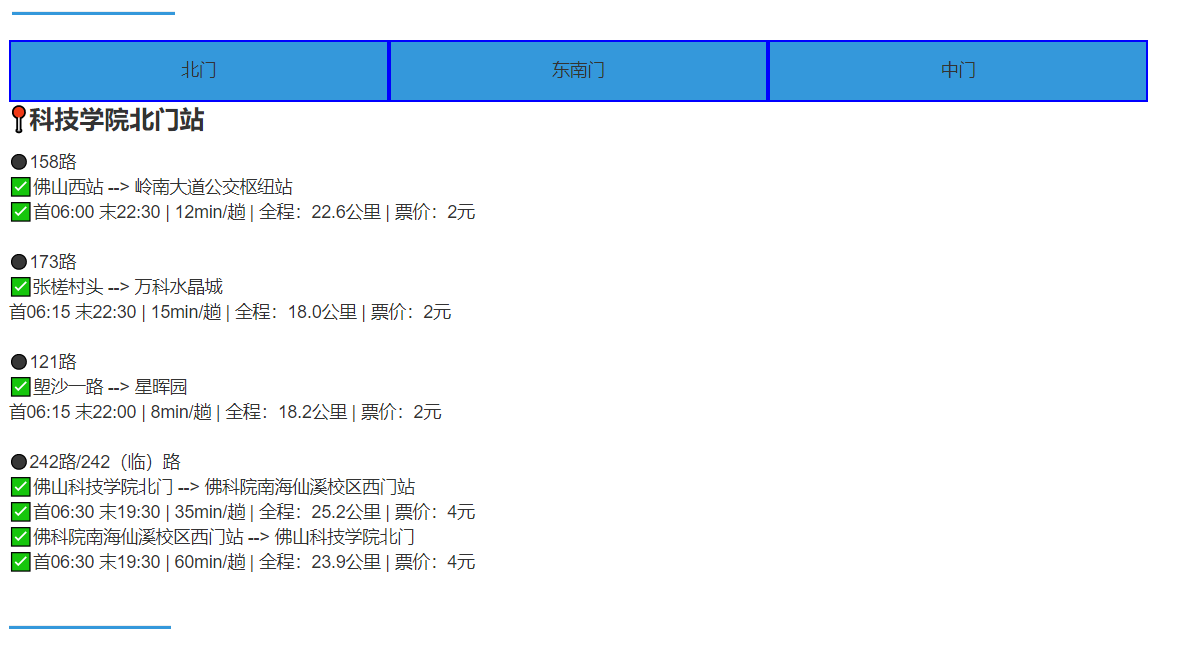 北门
东南门
中门
📍科技学院北门站
⚫158路
✅佛山西站 --> 岭南大道公交枢纽站
✅首06:00 末22:30 | 12min/趟 | 全程：22.6公里 | 票价：2元
⚫173路
✅张槎村头 --> 万科水晶城
首06:15 末22:30 | 15min/趟 | 全程：18.0公里 | 票价：2元
⚫121路
✅塱沙一路 --> 星晖园
首06:15 末22:00 | 8min/趟 | 全程：18.2公里 | 票价：2元
⚫242路/242（临）路
✅佛山科技学院北门 --> 佛科院南海仙溪校区西门站
✅首06:30 末19:30 | 35min/趟 | 全程：25.2公里 | 票价：4元
✅佛科院南海仙溪校区西门站 --> 佛山科技学院北门
✅首06:30 末19:30 | 60min/趟 | 全程：23.9公里 | 票价：4元